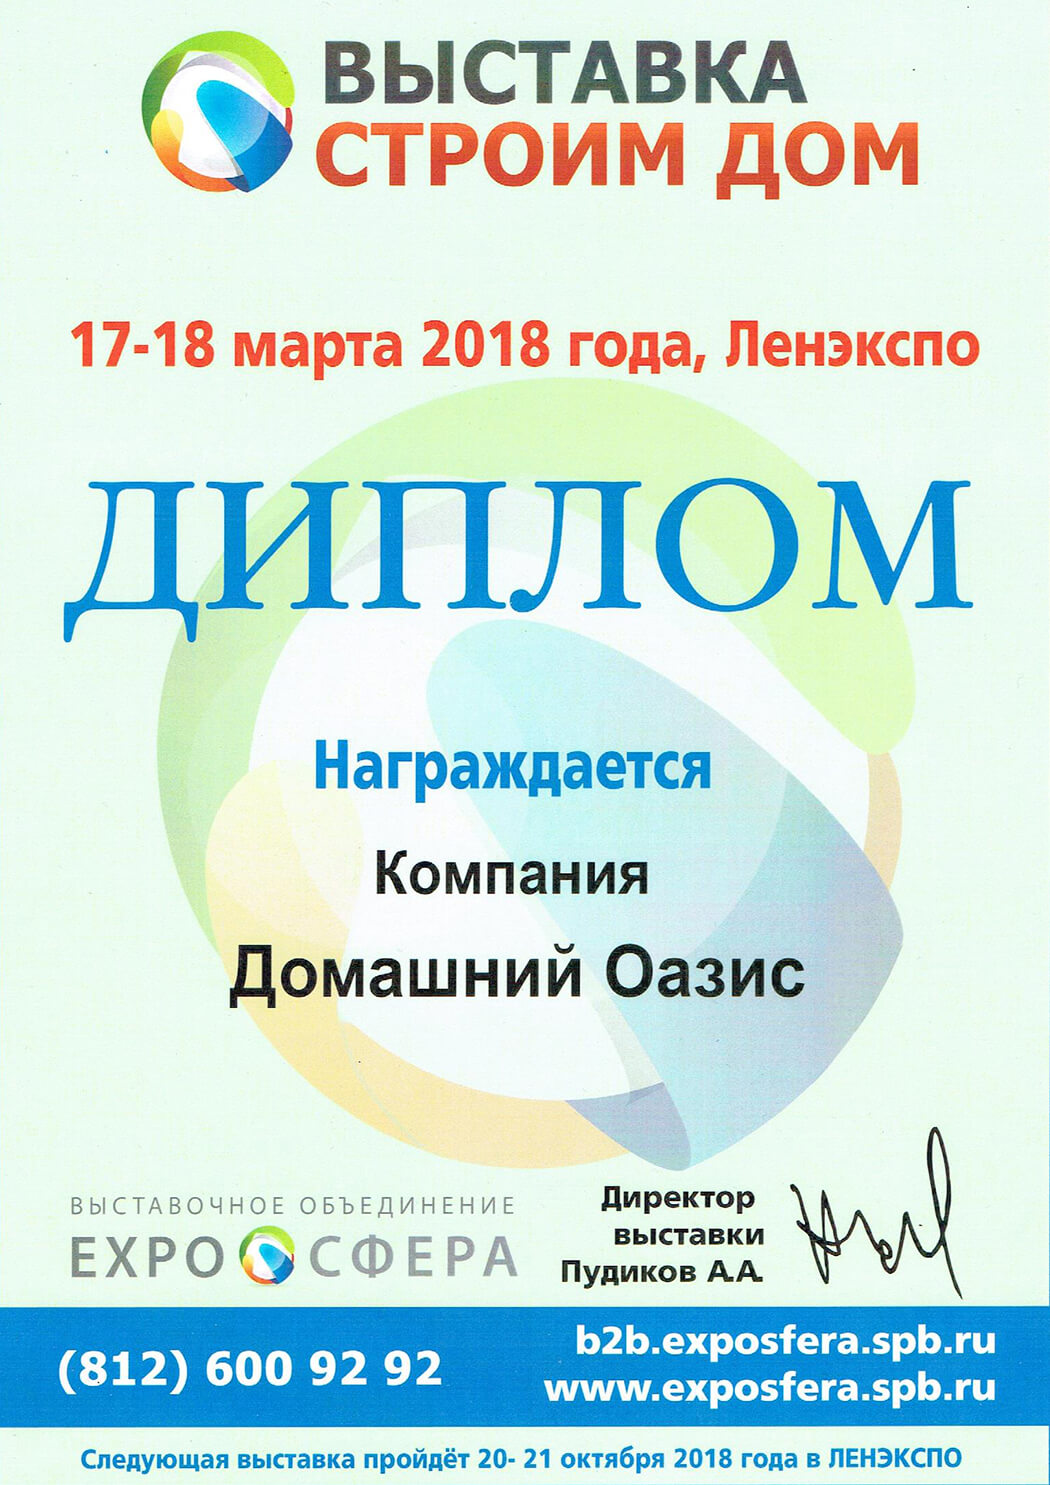 ВЫСТАВКА
СТРОИМ ДОМ
17-18 марта 2018 года, Ленэкспо
ДИПЛОМ
Награждается
Компания
Домашний Оазис
ВЫСТАВОЧНОЕ ОБЪЕДИНЕНИЕ
EXPO СФЕРА
Директор
выставки
Пудиков А.А.
(812) 600 92 92
b2b.exposfera.spb.ru
www.exposfera.spb.ru
Следующая выставка пройдёт 20- 21 октября 2018 года в ЛЕНЭКСПО